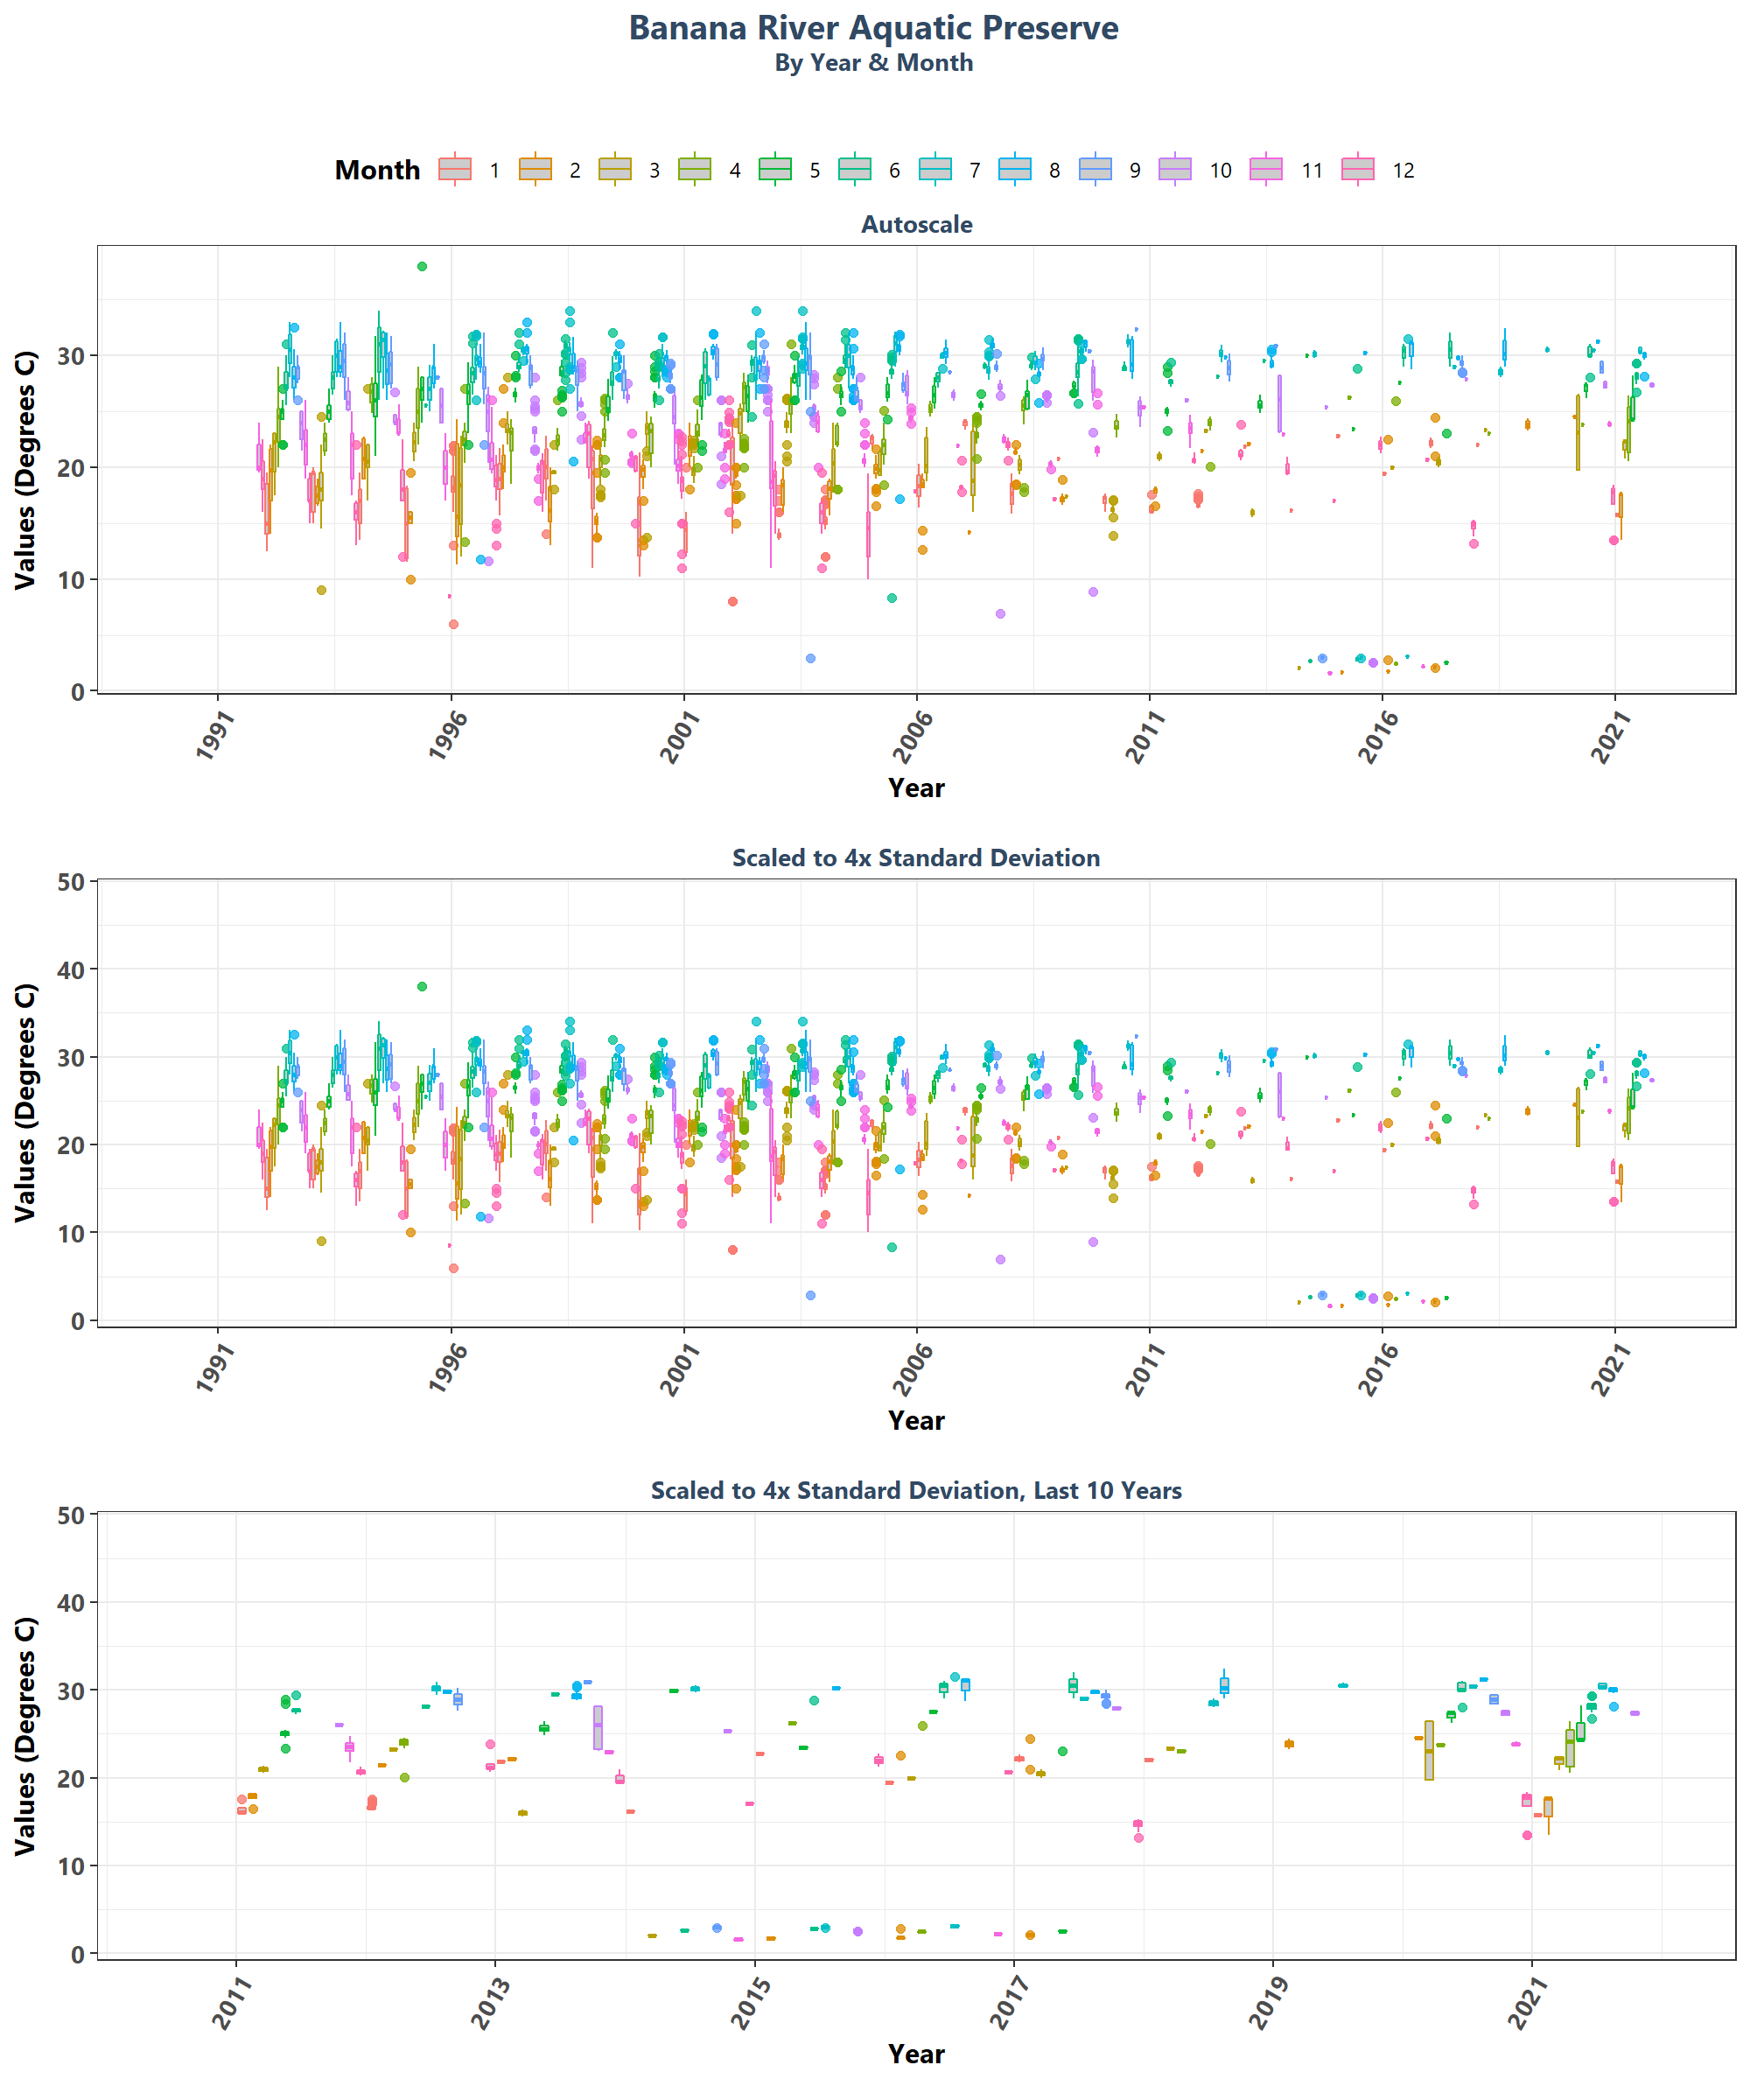 Banana River Aquatic Preserve
By Year & Month
Month 1 2 3 4 5 6 7 8 9 10 11 12
Autoscale
Values (Degrees C)
30
20
10
0
1991 1996 2001 2006 2011 2016 2021
Year
Scaled to 4x Standard Deviation
Values (Degrees C)
50
40
30
20
10
0
1991 1996 2001 2006 2011 2016 2021
Year
Scaled to 4x Standard Deviation, Last 10 Years
Values (Degrees C)
50
40
30
20
10
0
2011 2013 2015 2017 2019 2021
Year